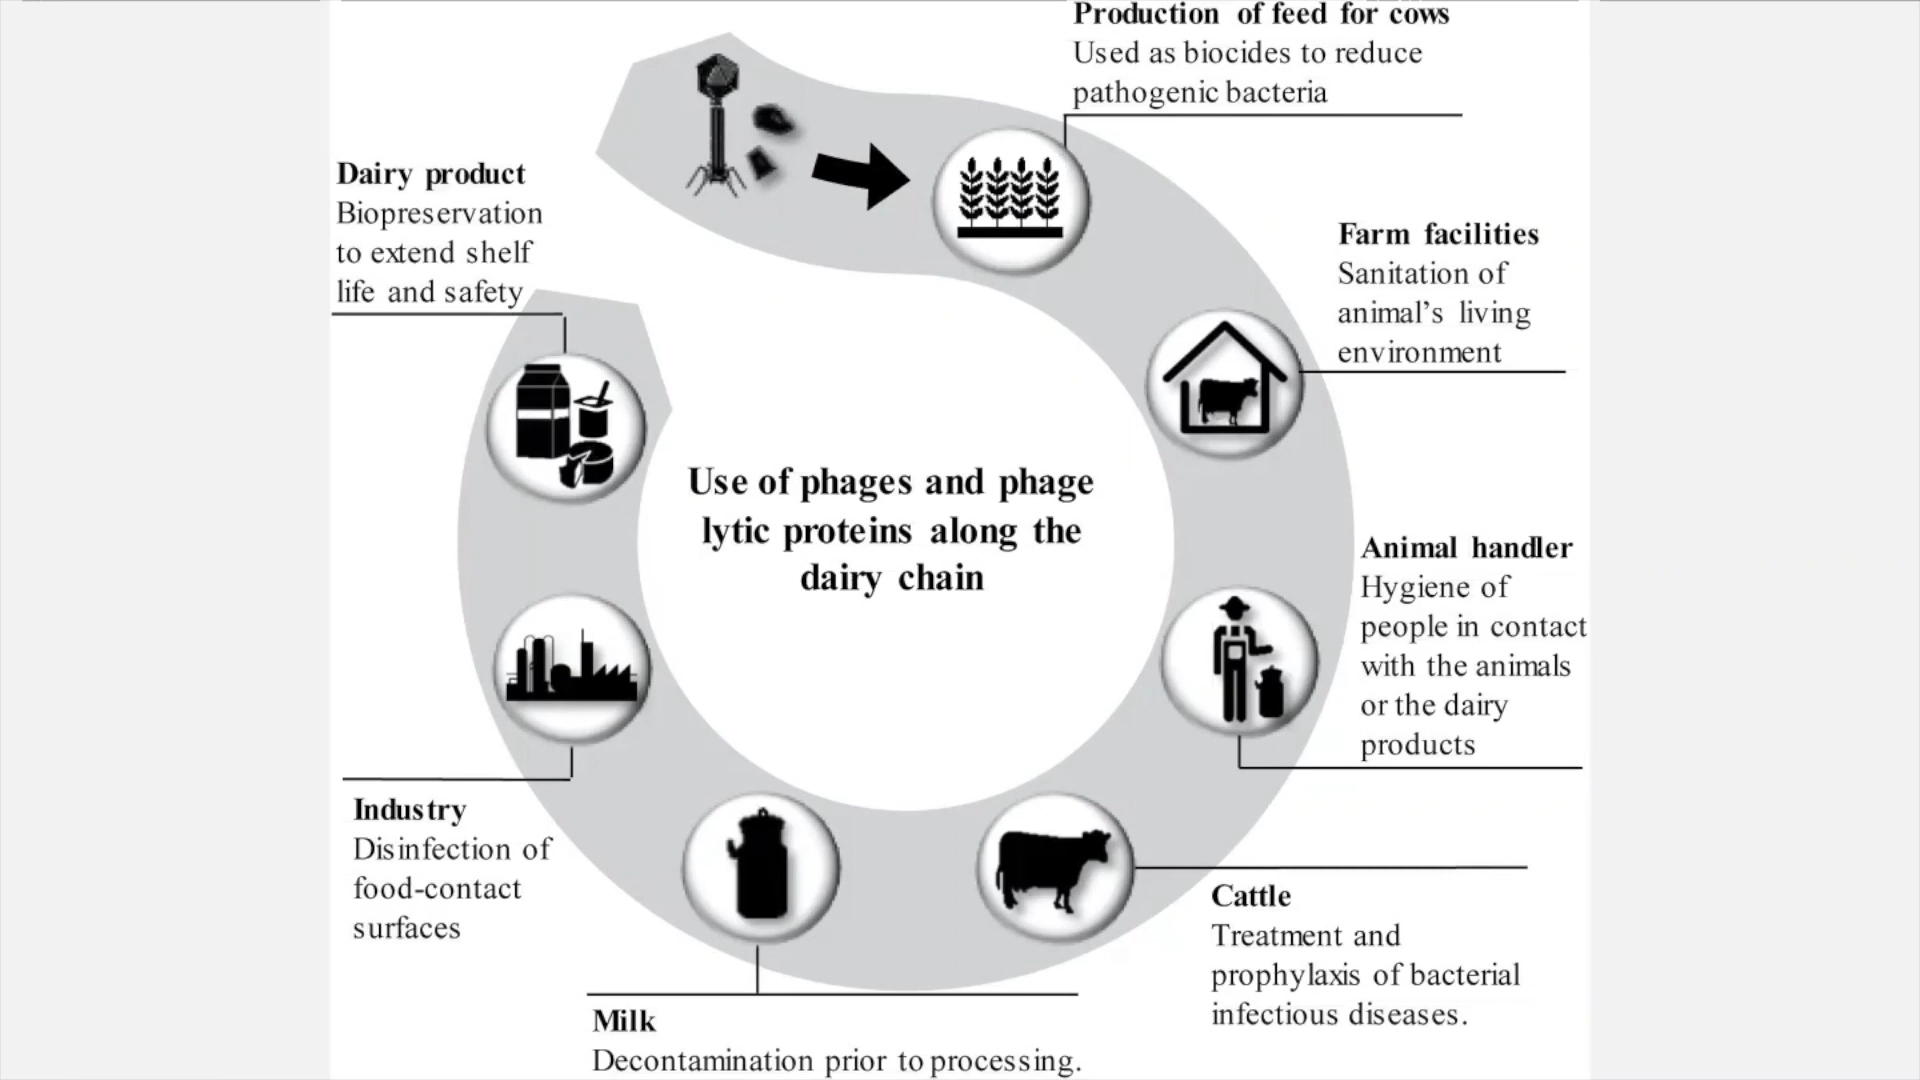 Production of feed for cows
Used as biocides to reduce
pathogenic bacteria
Dairy product
Biopreservation
to extend shelf
life and safety
Farm facilities
Sanitation of
animal’s living
environment
Use of phages and phage
lytic proteins along the
dairy chain
Animal handler
Hygiene of
people in contact
with the animals
or the dairy
products
Industry
Disinfection of
food-contact
surfaces
Cattle
Treatment and
prophylaxis of bacterial
infectious diseases.
Milk
Decontamination prior to processing.